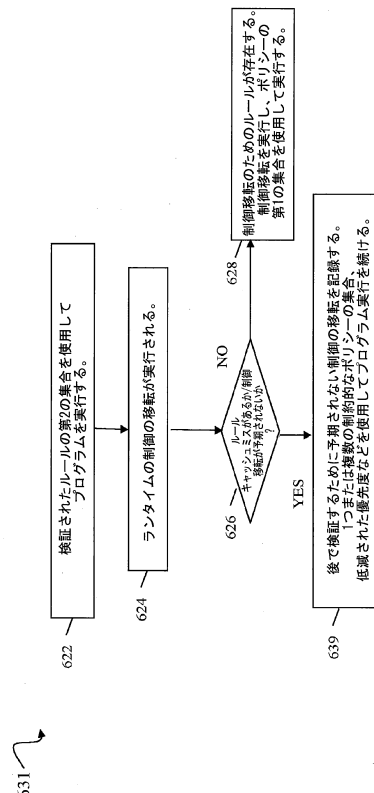 631
622
検証されたルールの第2の集合を使用して
プログラムを実行する。
624
ランタイムの制御の移転が実行される。
626
ルール
キャッシュミスがあるか/制御
移転が予期されないか
?
NO
628
制御移転のためのルールが存在する。
制御移転を実行し、ポリシーの
第1の集合を使用して実行する。
YES
639
後で検証するために予期されない制御の移転を記録する。
1つまたは複数の制約的なポリシーの集合、
低減された優先度などを使用してプログラム実行を続ける。